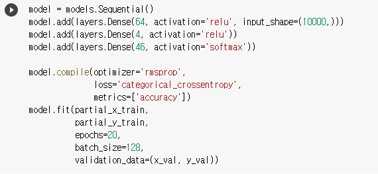 model = models.Sequential()
model.add(layers.Dense(64, activation='relu', input_shape=(10000,)))
model.add(layers.Dense(4, activation='relu'))
model.add(layers.Dense(46, activation='softmax'))
model.compile(optimizer='rmsprop',
loss='categorical_crossentropy',
metrics=['accuracy'])
model.fit(partial_x_train,
partial_y_train,
epochs=20,
batch_size=128,
validation_data=(x_val, y_val))